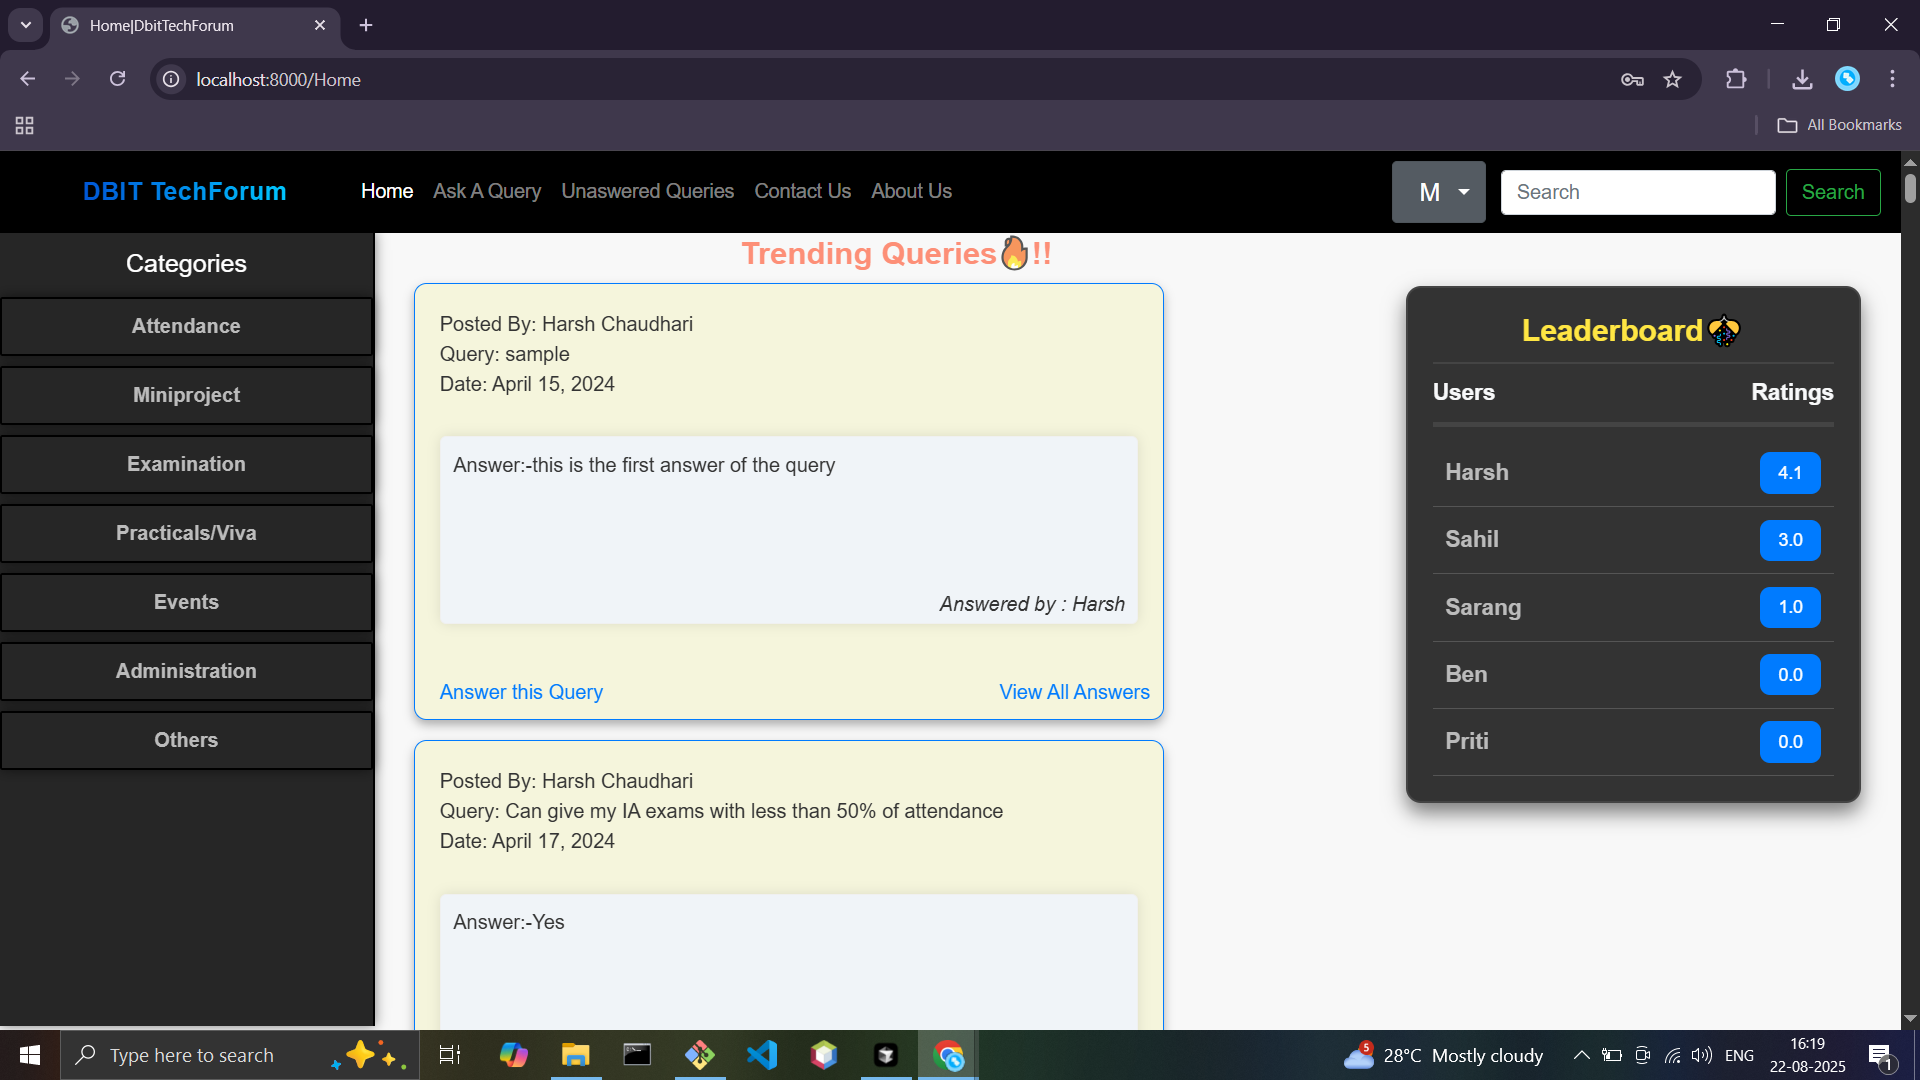 Home|DbitTechForum
localhost:8000/Home
All Bookmarks
DBIT TechForum
Home
Ask A Query
Unaswered Queries
Contact Us
About Us
M
Search
Search
Categories
Attendance
Miniproject
Examination
Practicals/Viva
Events
Administration
Others
Trending Queries🔥!!
Posted By: Harsh Chaudhari
Query: sample
Date: April 15, 2024
Answer:-this is the first answer of the query
Answered by : Harsh
Answer this Query
View All Answers
Posted By: Harsh Chaudhari
Query: Can give my IA exams with less than 50% of attendance
Date: April 17, 2024
Answer:-Yes
Leaderboard
Users Ratings
Harsh 4.1
Sahil 3.0
Sarang 1.0
Ben 0.0
Priti 0.0
Type here to search
5
28°C Mostly cloudy
ENG
16:19
22-08-2025
1